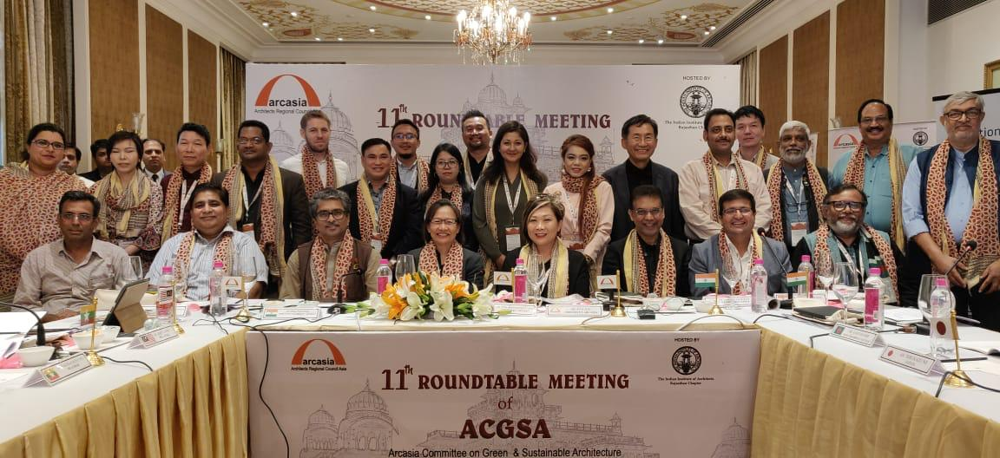 arcasia
Architects Regional Council
11th ROUNDTABLE MEETING
HOSTED BY
The Indian Institute of Architects
Rajasthan Chapter
arcasia
arcasia
Architects Regional Council Asia
11TH ROUNDTABLE MEETING
of
ACGSA
Arcasia Committee on Green & Sustainable Architecture
HOSTED BY
The Indian Institute of Architects
Rajasthan Chapter